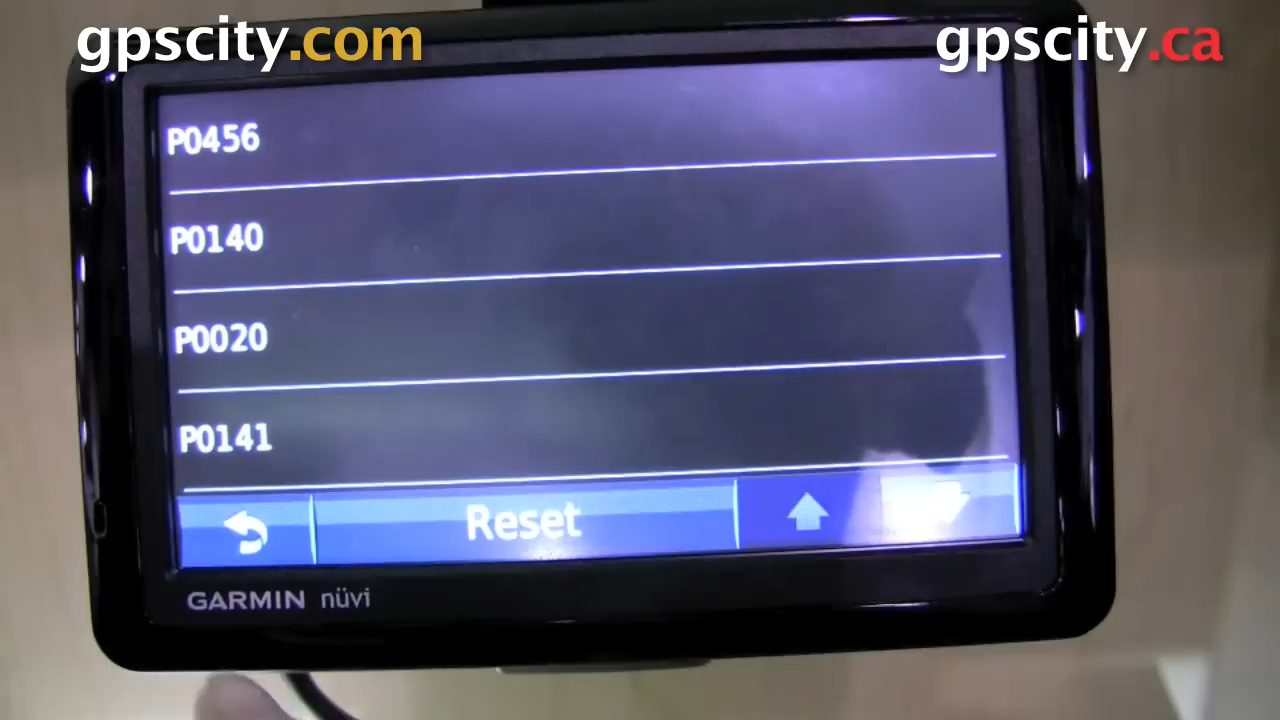 gpscity.com
gpscity.ca
P0456
P0140
P0020
P0141
Reset
GARMIN nüvi